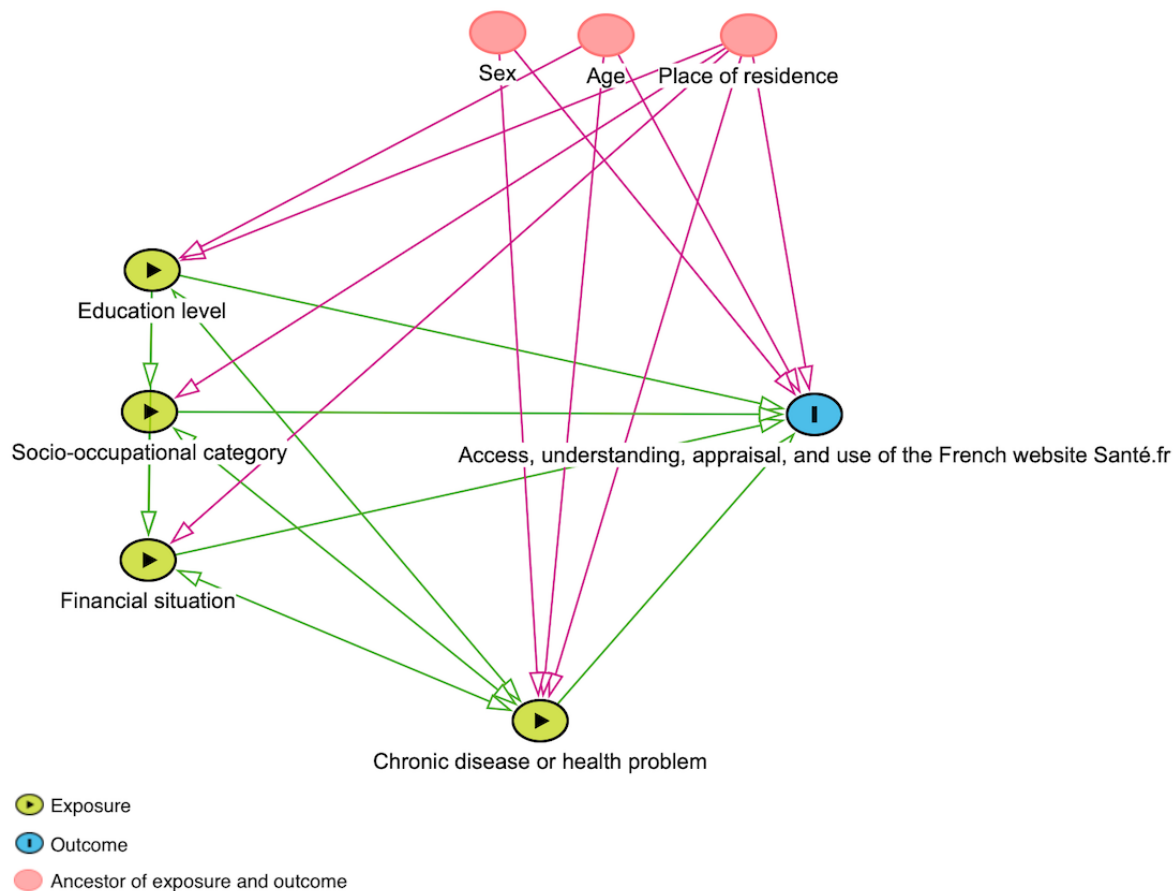 Sex
Age
Place of residence
Education level
Socio-occupational category
Access, understanding, appraisal, and use of the French website Santé.fr
Financial situation
Chronic disease or health problem
Exposure
Outcome
Ancestor of exposure and outcome